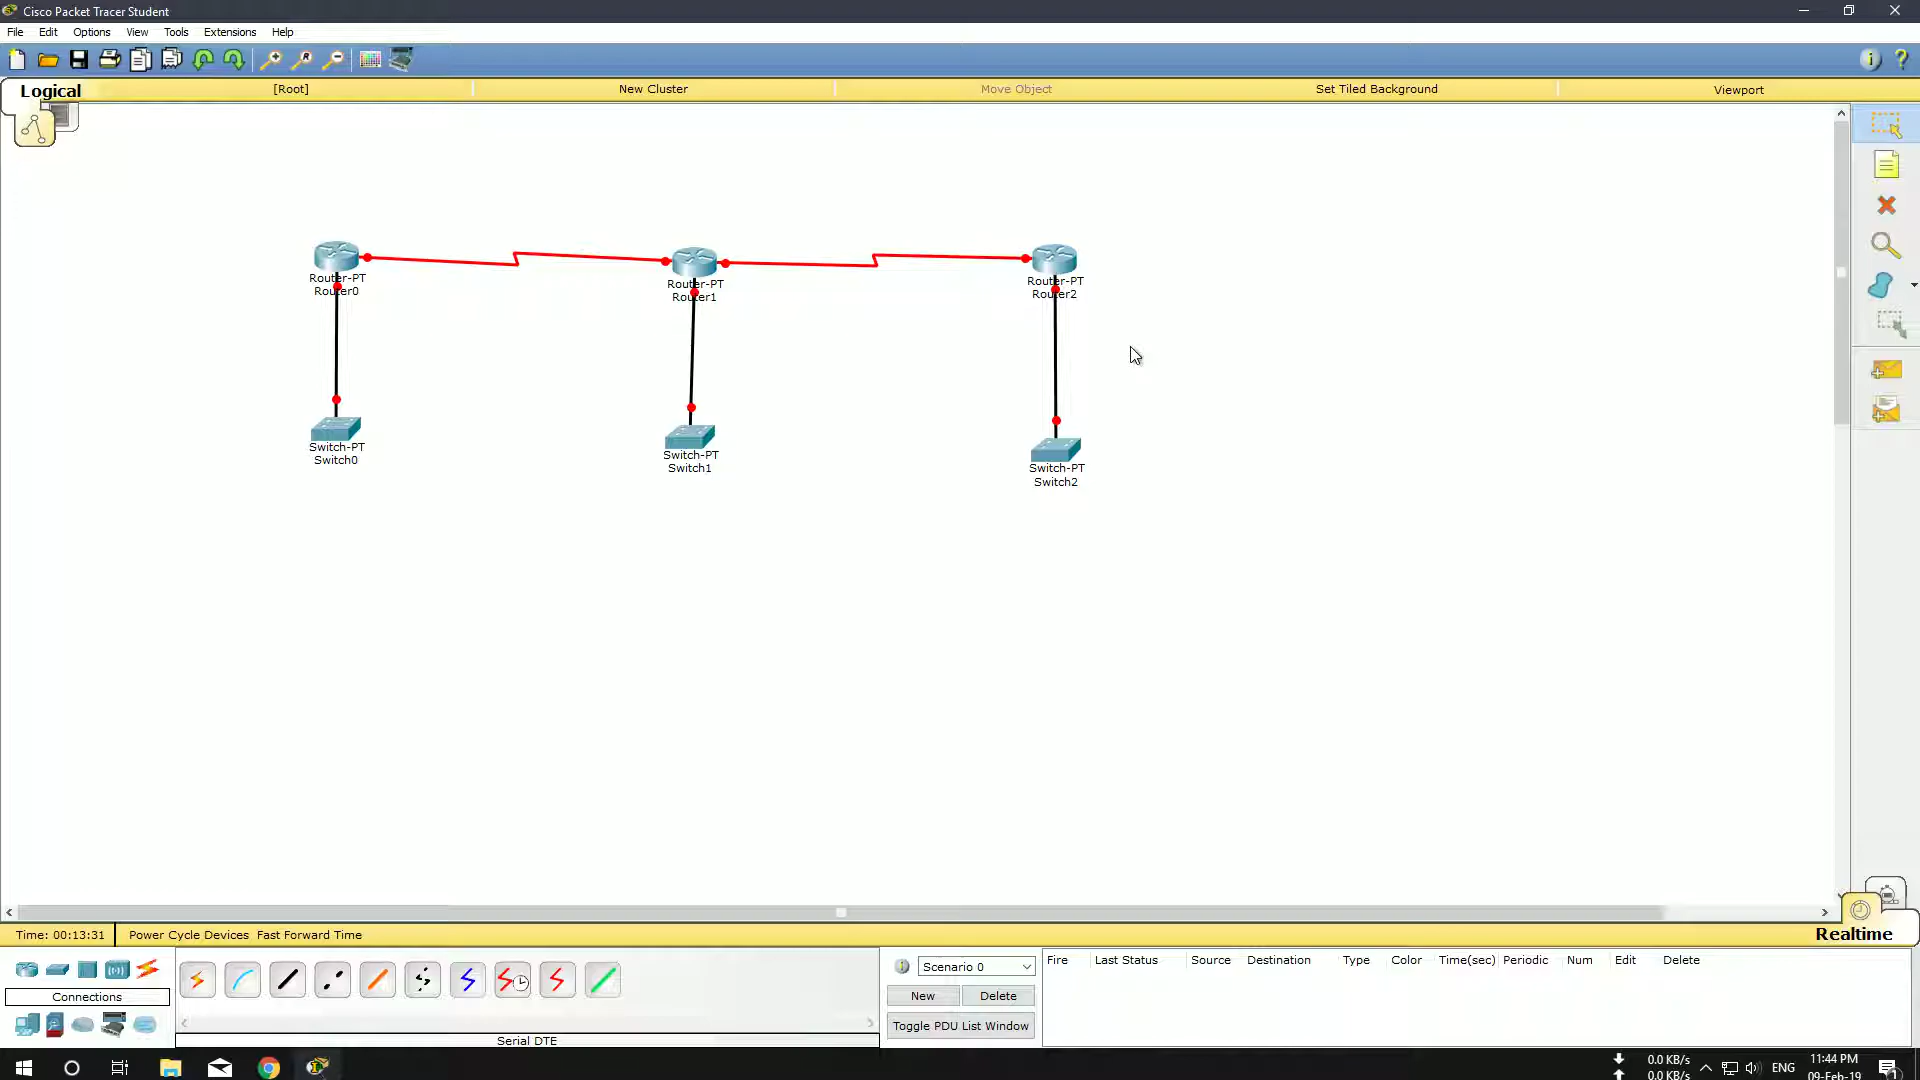 Cisco Packet Tracer Student
File Edit Options View Tools Extensions Help
Logical [Root] New Cluster Move Object Set Tiled Background Viewport
Router-PT
Router0
Router-PT
Router1
Router-PT
Router2
Switch-PT
Switch0
Switch-PT
Switch1
Switch-PT
Switch2
Time: 00:13:31 Power Cycle Devices Fast Forward Time Realtime
Connections
Serial DTE
Scenario 0
New Delete
Toggle PDU List Window
Fire Last Status Source Destination Type Color Time(sec) Periodic Num Edit Delete
0.0 KB/s
0.0 KB/s
ENG
11:44 PM
09-Feb-19